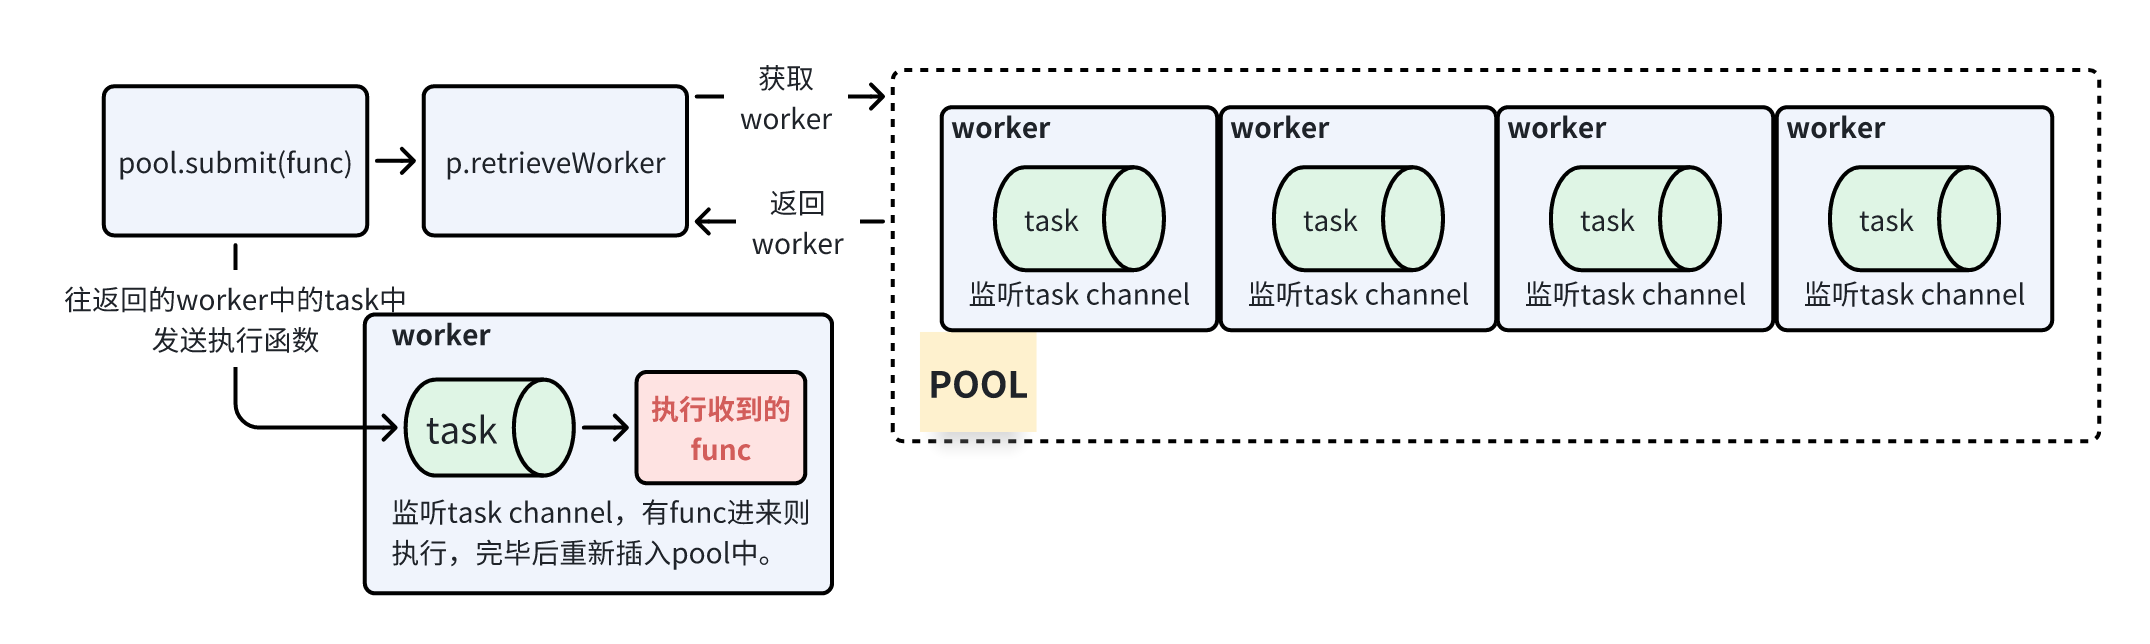 pool.submit(func)
p.retrieveWorker
获取
worker
返回
worker
worker
task
监听task channel
worker
task
监听task channel
worker
task
监听task channel
worker
task
监听task channel
POOL
往返回的worker中的task中
发送执行函数
worker
task
执行收到的
func
监听task channel，有func进来则
执行，完毕后重新插入pool中。